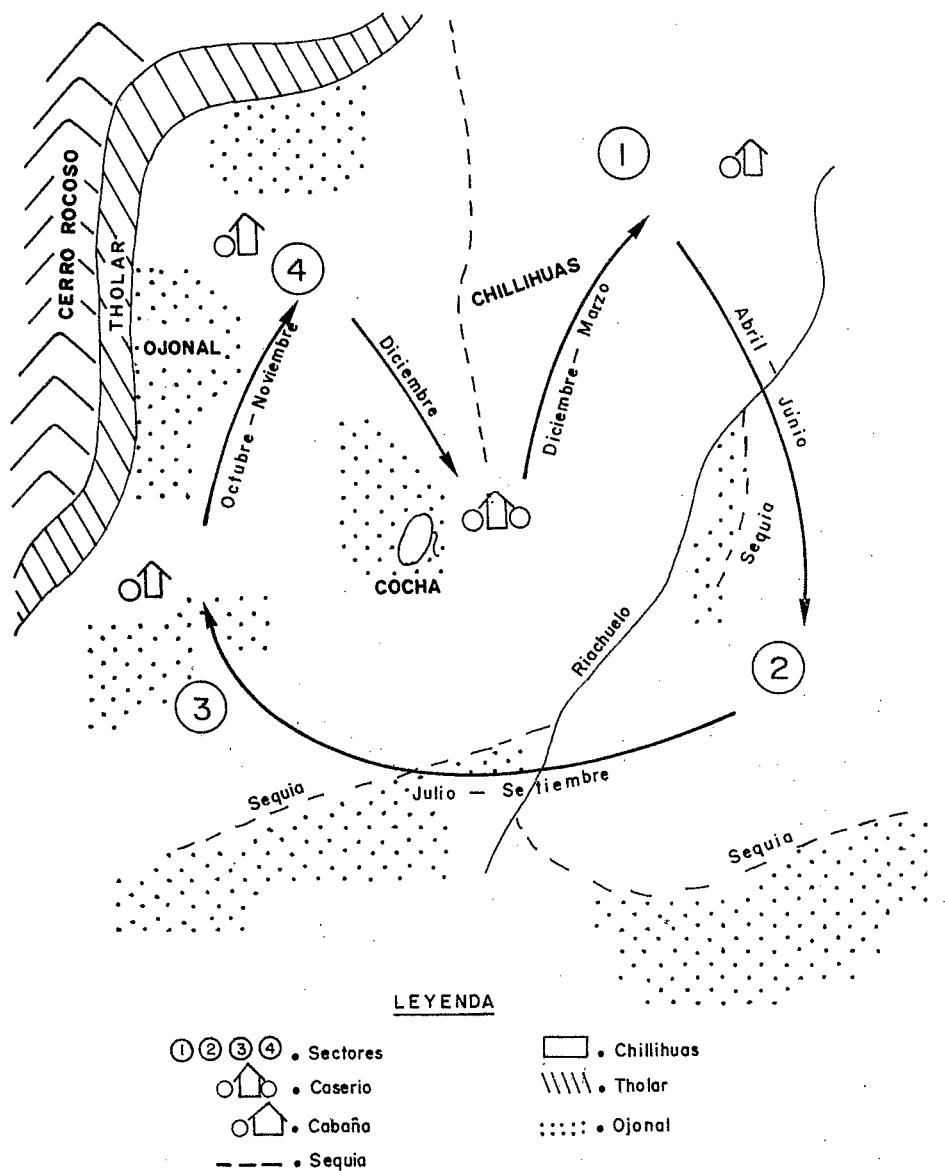 1
CERRO ROCOSO
THOLAR
4
CHILLIHUAS
OJONAL
Octubre – Noviembre
Diciembre
Diciembre – Marzo
Abril – Junio
Sequia
COCHA
Riachuelo
2
3
Sequia
Julio – Setiembre
Sequia
LEYENDA
1 2 3 4 • Sectores
• Caserio
• Cabaña
• Sequia
• Chillihuas
• Tholar
• Ojonal